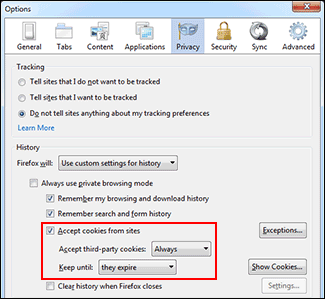 Options
General Tabs Content Applications Privacy Security Sync Advanced
Tracking
Tell sites that I do not want to be tracked
Tell sites that I want to be tracked
Do not tell sites anything about my tracking preferences
Learn More
History
Firefox will: Use custom settings for history
Always use private browsing mode
Remember my browsing and download history
Remember search and form history
Accept cookies from sites Exceptions...
Accept third-party cookies: Always
Keep until: they expire Show Cookies...
Clear history when Firefox closes Settings...